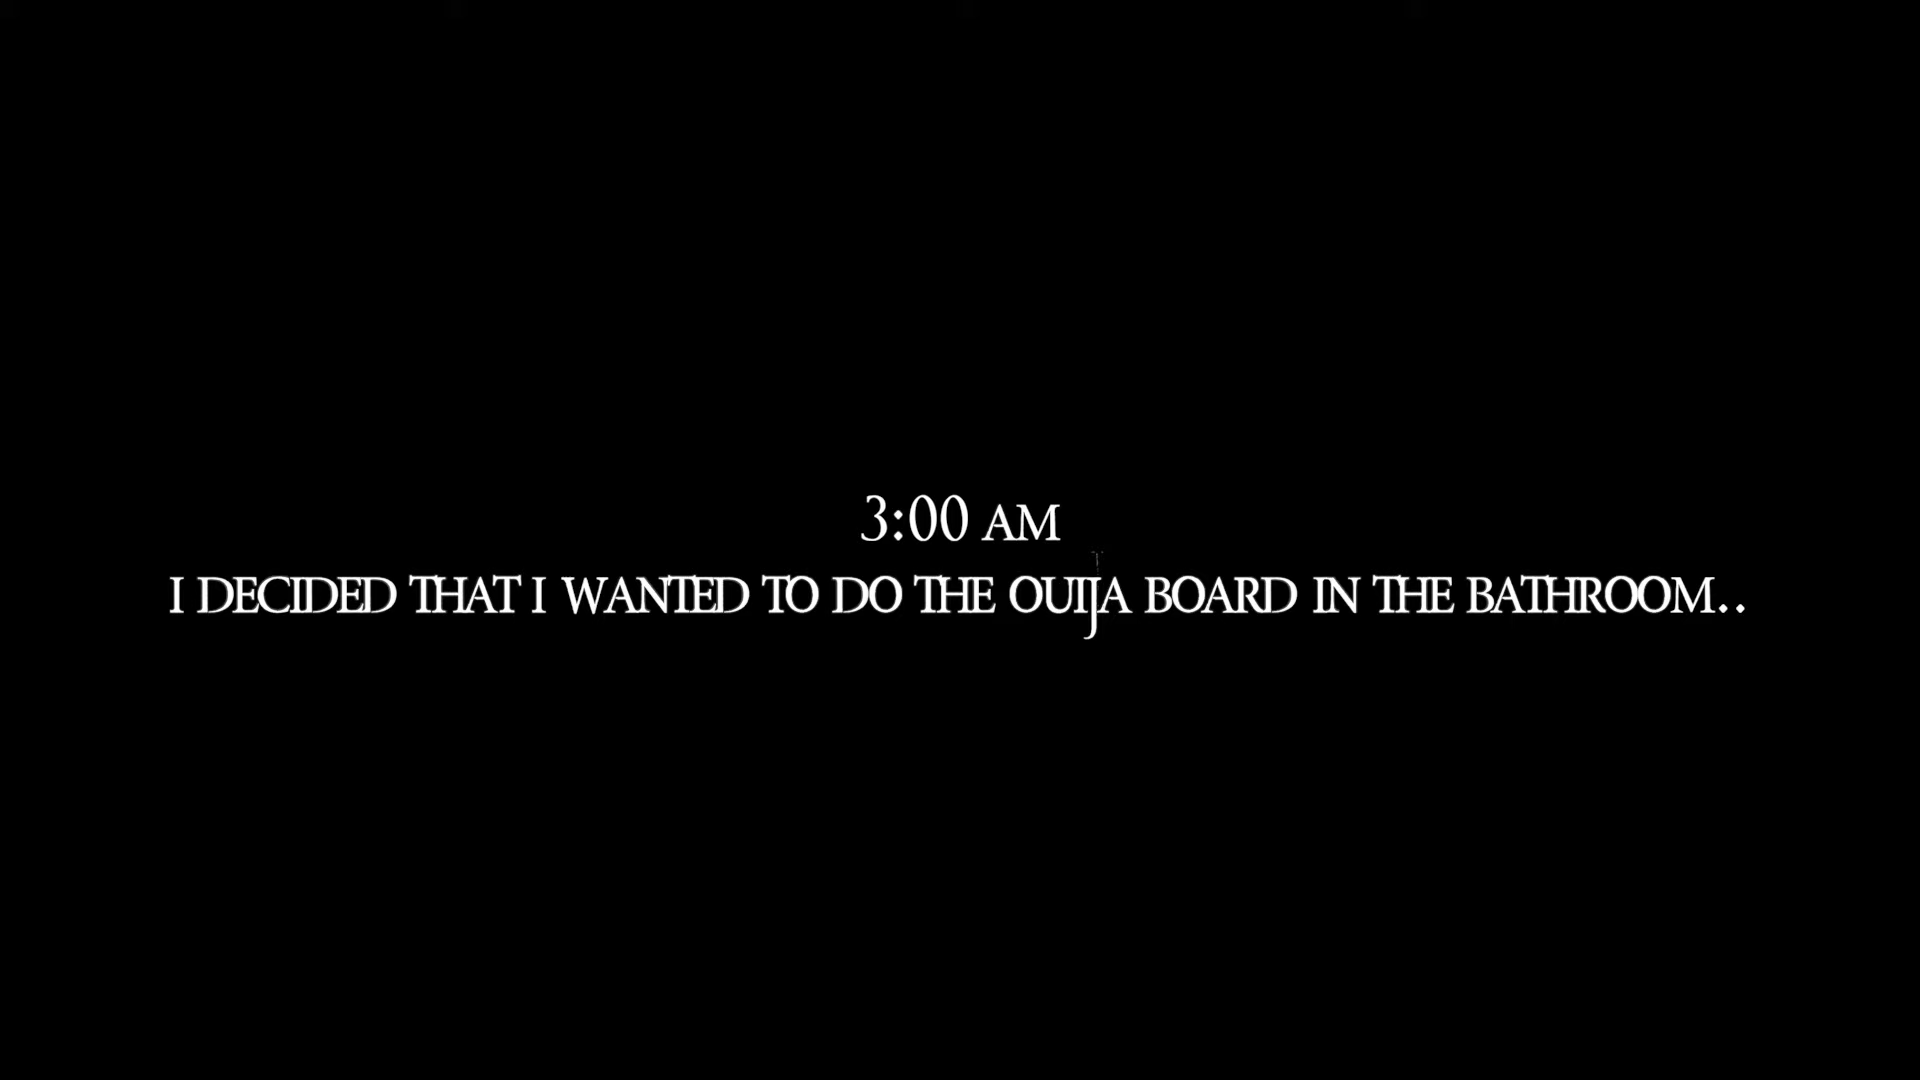 3:00 AM
I DECIDED THAT I WANTED TO DO THE OUIJA BOARD IN THE BATHROOM..